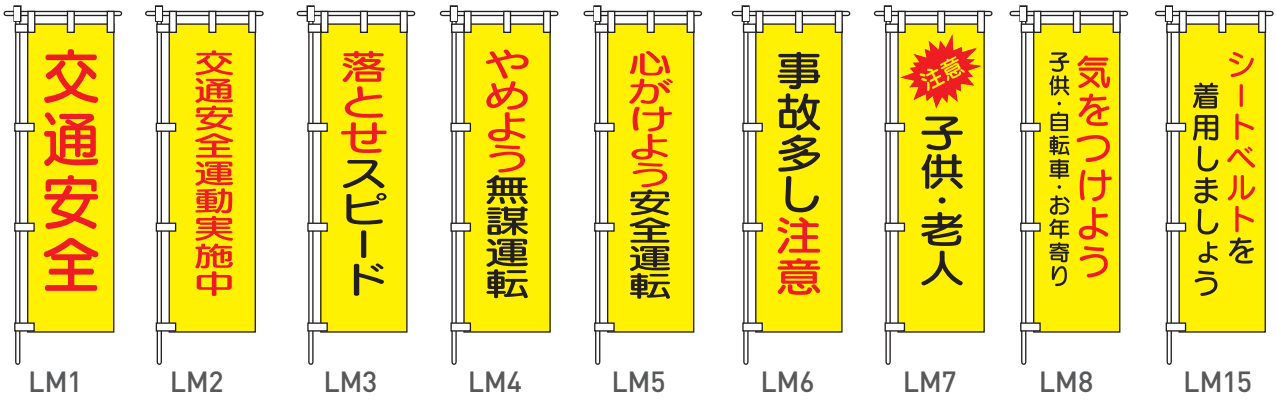 交通安全
交通安全運動実施中
落とせスピード
やめよう無謀運転
心がけよう安全運転
事故多し注意
注意
子供・老人
気をつけよう
子供・自転車・お年寄り
シートベルトを
着用しましょう
LM1
LM2
LM3
LM4
LM5
LM6
LM7
LM8
LM15